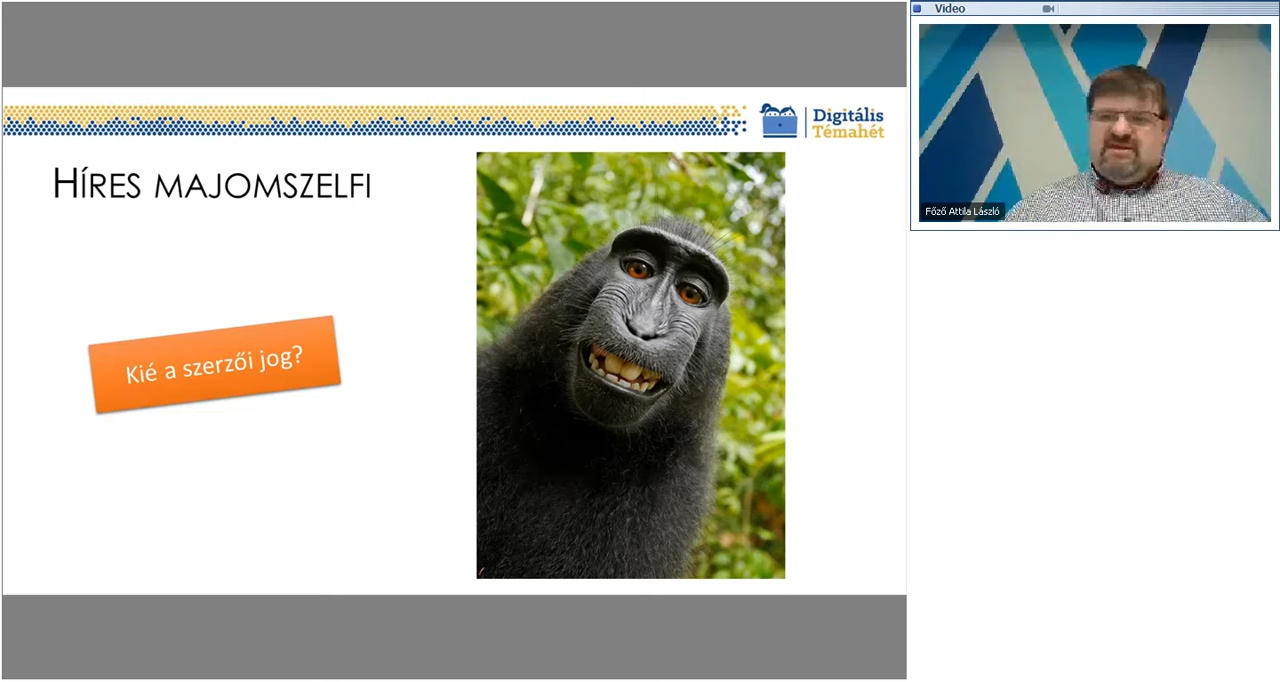 Video
Digitális
Témahét
HÍRES MAJOMSZELFI
Kié a szerzői jog?
Főző Attila László